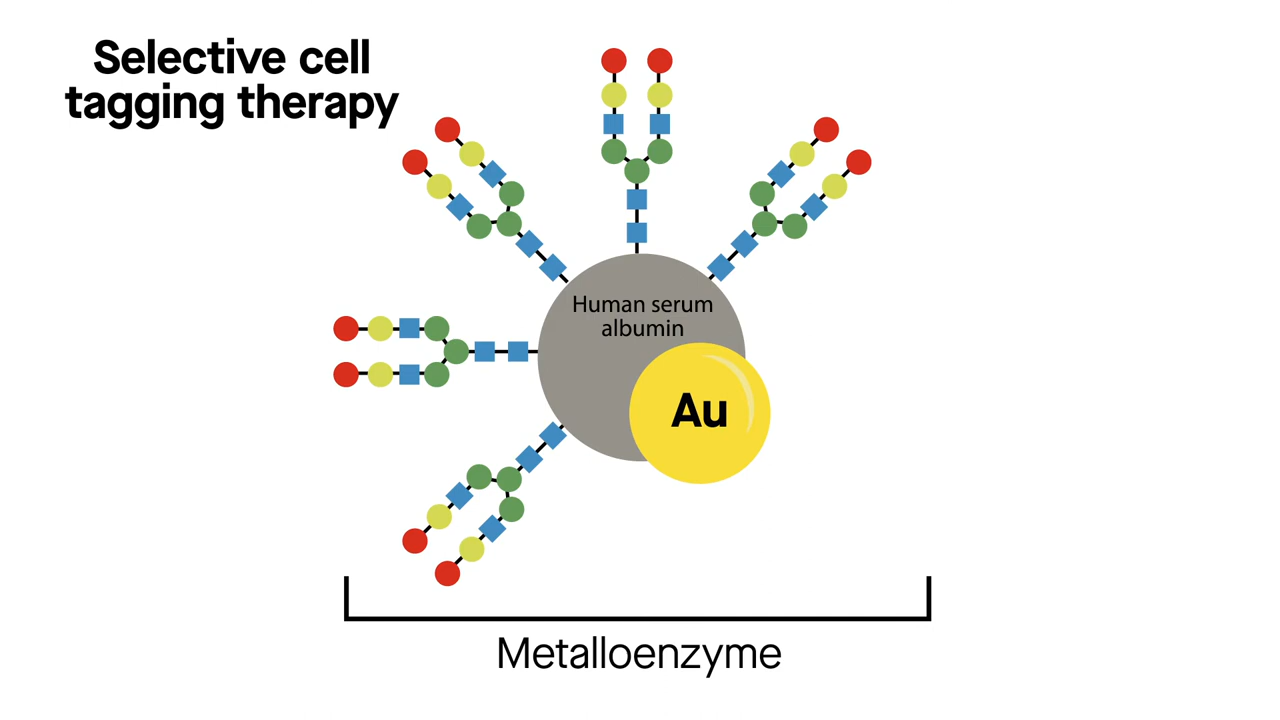 Selective cell
tagging therapy
Human serum
albumin
Au
Metalloenzyme